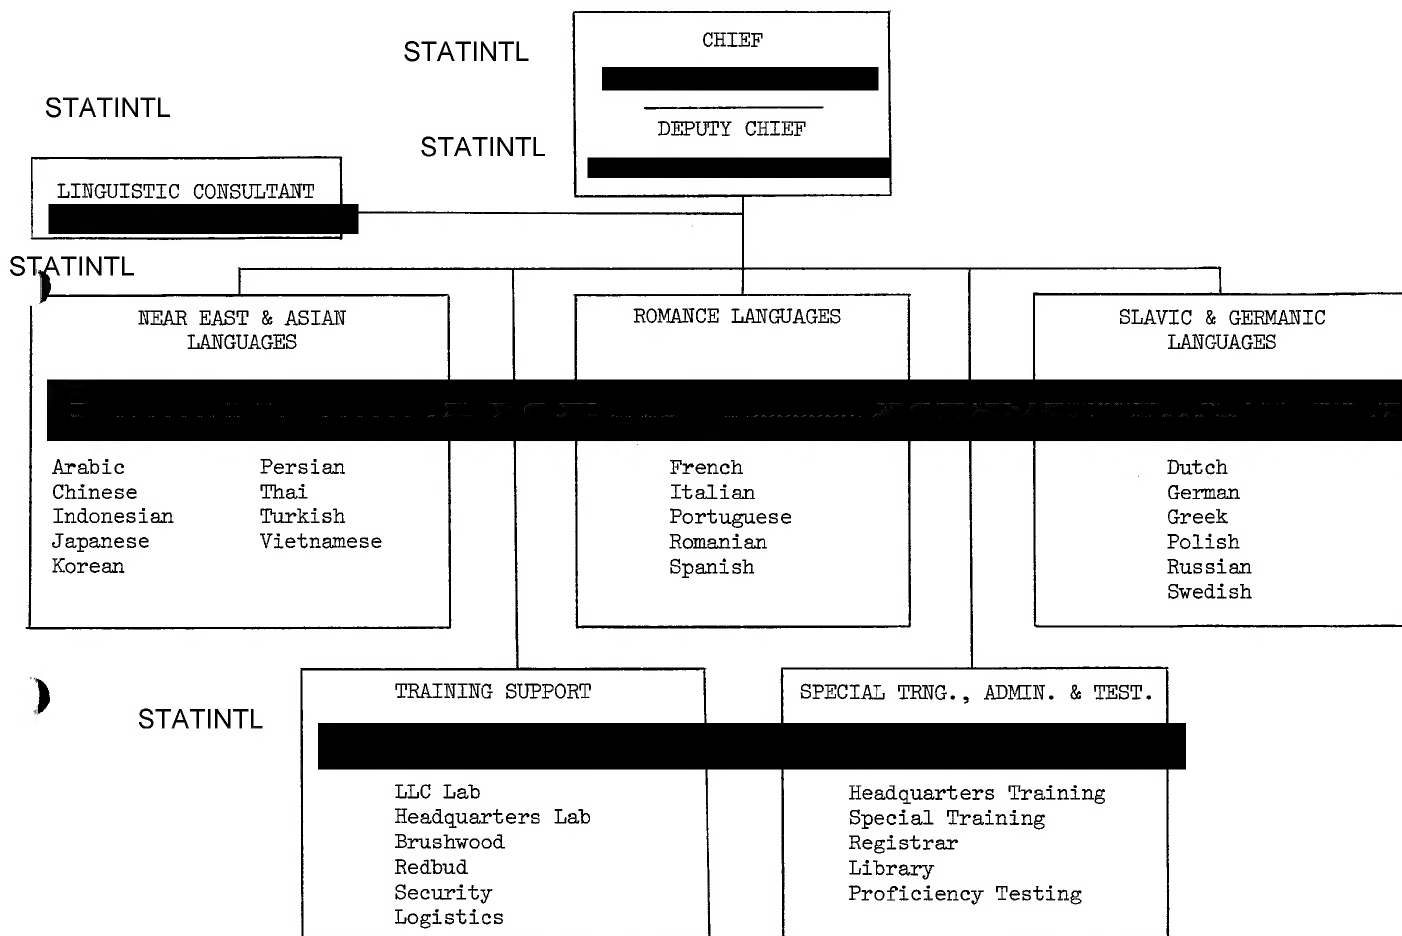 STATINTL
CHIEF
STATINTL
DEPUTY CHIEF
STATINTL
LINGUISTIC CONSULTANT
STATINTL
NEAR EAST & ASIAN
LANGUAGES
Arabic
Chinese
Indonesian
Japanese
Korean
Persian
Thai
Turkish
Vietnamese
ROMANCE LANGUAGES
French
Italian
Portuguese
Romanian
Spanish
SLAVIC & GERMANIC
LANGUAGES
Dutch
German
Greek
Polish
Russian
Swedish
STATINTL
TRAINING SUPPORT
LLC Lab
Headquarters Lab
Brushwood
Redbud
Security
Logistics
SPECIAL TRNG., ADMIN. & TEST.
Headquarters Training
Special Training
Registrar
Library
Proficiency Testing